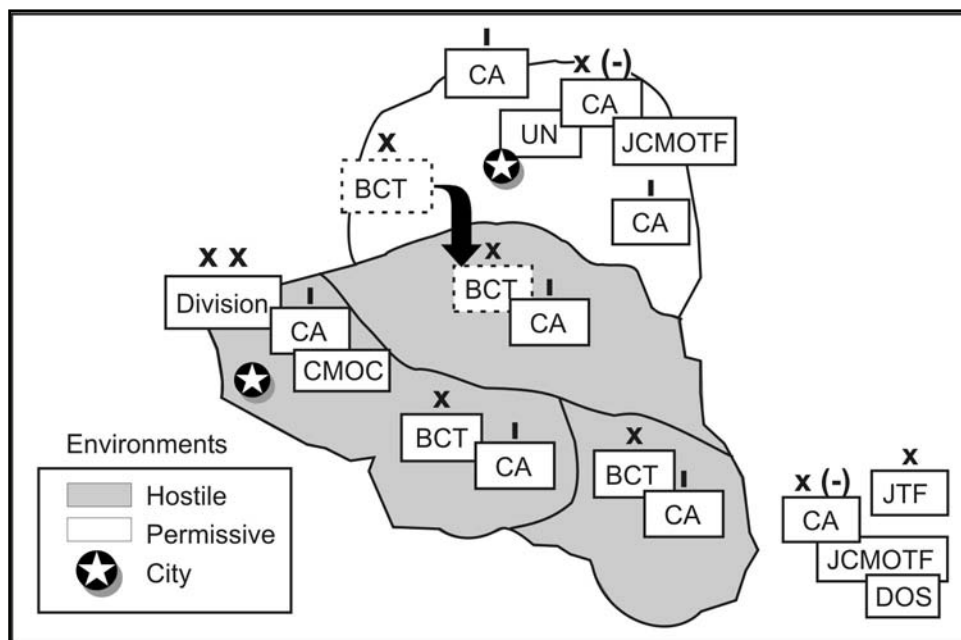 I
CA
X (-)
CA
UN
JCMOTF
X
BCT
I
CA
X
BCT
I
CA
X X
Division
I
CA
CMOC
X
BCT
I
CA
X
BCT
I
CA
Environments
Hostile
Permissive
City
X (-)
CA
X
JTF
JCMOTF
DOS